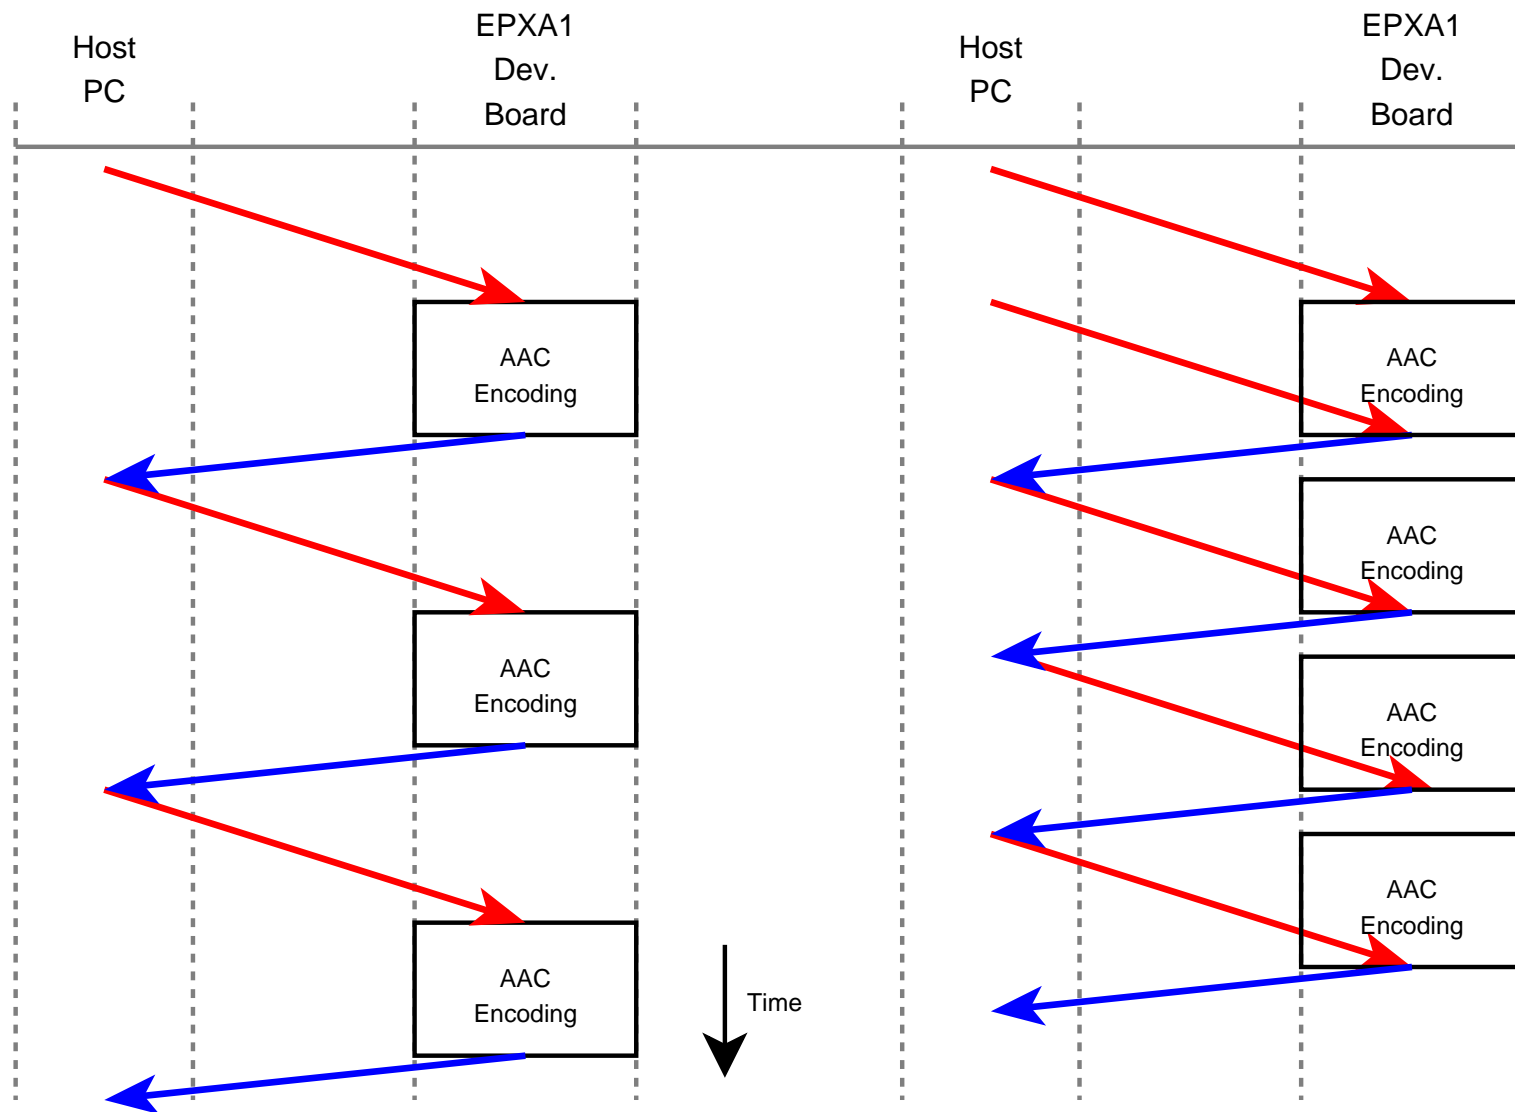 Host
PC
EPXA1
Dev.
Board
Host
PC
EPXA1
Dev.
Board
AAC
Encoding
AAC
Encoding
AAC
Encoding
Time
AAC
Encoding
AAC
Encoding
AAC
Encoding
AAC
Encoding